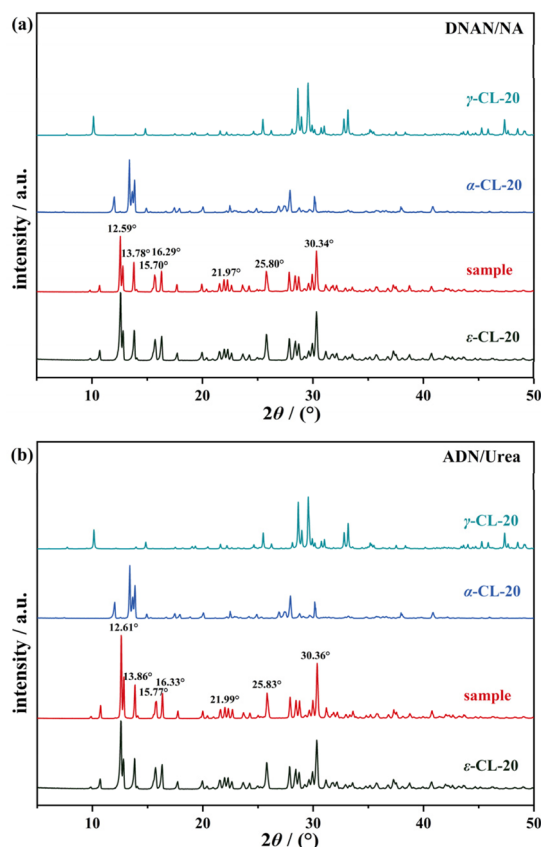 (a)
DNAN/NA
γ-CL-20
α-CL-20
12.59°
13.78° 16.29°
15.70°
21.97°
25.80°
30.34°
sample
ε-CL-20
intensity / a.u.
10 20 30 40 50
2θ / (°)
(b)
ADN/Urea
γ-CL-20
α-CL-20
12.61°
13.86° 16.33°
15.77°
21.99°
25.83°
30.36°
sample
ε-CL-20
intensity / a.u.
10 20 30 40 50
2θ / (°)